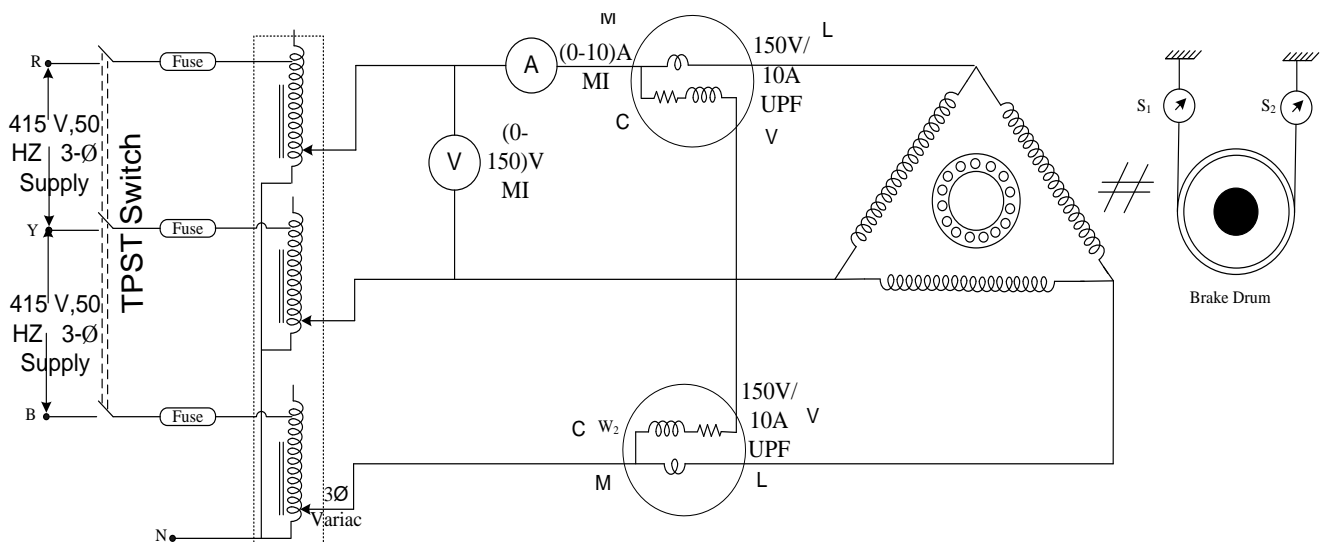 R
415 V,50
HZ 3-Ø
Supply
Y
415 V,50
HZ 3-Ø
Supply
B
N
TPST Switch
Fuse
Fuse
Fuse
3Ø
Variac
A
(0-10)A
MI
V
(0-
150)V
MI
M
L
C
V
150V/
10A
UPF
C
W2
M
L
V
150V/
10A
UPF
S1
S2
Brake Drum